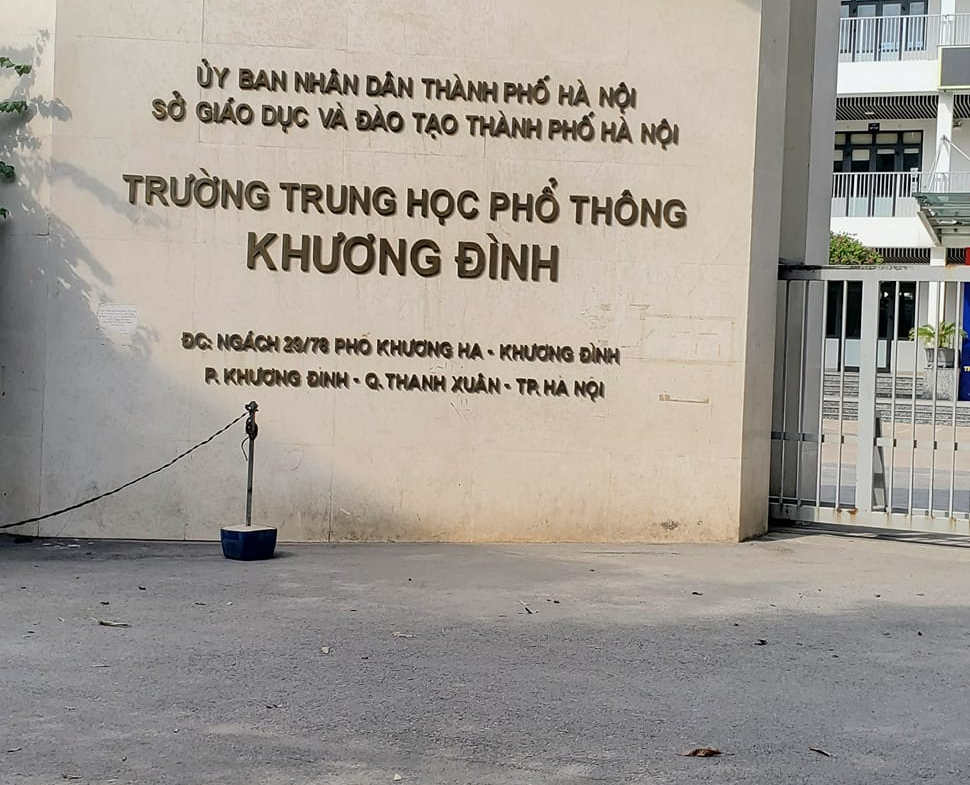 ỦY BAN NHÂN DÂN THÀNH PHỐ HÀ NỘI
SỞ GIÁO DỤC VÀ ĐÀO TẠO THÀNH PHỐ HÀ NỘI
TRƯỜNG TRUNG HỌC PHỔ THÔNG
KHƯƠNG ĐÌNH
ĐC: NGÁCH 29/78 PHỐ KHƯƠNG HẠ - KHƯƠNG ĐÌNH
P. KHƯƠNG ĐÌNH - Q. THANH XUÂN - TP. HÀ NỘI